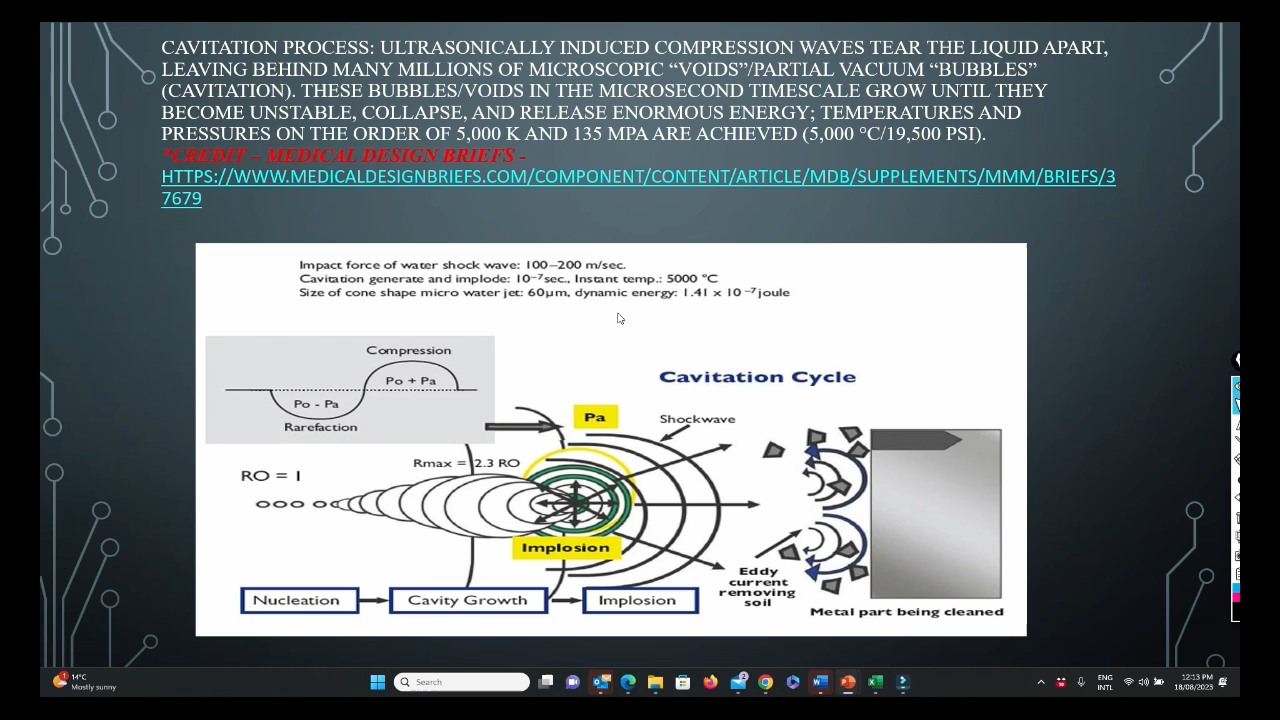 CAVITATION PROCESS: ULTRASONICALLY INDUCED COMPRESSION WAVES TEAR THE LIQUID APART,
LEAVING BEHIND MANY MILLIONS OF MICROSCOPIC “VOIDS”/PARTIAL VACUUM “BUBBLES”
(CAVITATION). THESE BUBBLES/VOIDS IN THE MICROSECOND TIMESCALE GROW UNTIL THEY
BECOME UNSTABLE, COLLAPSE, AND RELEASE ENORMOUS ENERGY; TEMPERATURES AND
PRESSURES ON THE ORDER OF 5,000 K AND 135 MPA ARE ACHIEVED (5,000 °C/19,500 PSI).
*CREDIT – MEDICAL DESIGN BRIEFS -
HTTPS://WWW.MEDICALDESIGNBRIEFS.COM/COMPONENT/CONTENT/ARTICLE/MDB/SUPPLEMENTS/MMM/BRIEFS/3
7679
Impact force of water shock wave: 100–200 m/sec.
Cavitation generate and implode: 10⁻⁷sec., Instant temp.: 5000 °C
Size of cone shape micro water jet: 60µm, dynamic energy: 1.41 x 10 ⁻⁷joule
Compression
Po + Pa
Po - Pa
Rarefaction
Cavitation Cycle
Pa
Shockwave
Rmax = 2.3 RO
RO = 1
Implosion
Eddy
current
removing
soil
Nucleation
Cavity Growth
Implosion
Metal part being cleaned
1
14°C
Mostly sunny
Search
2
ENG
INTL
12:13 PM
18/08/2023